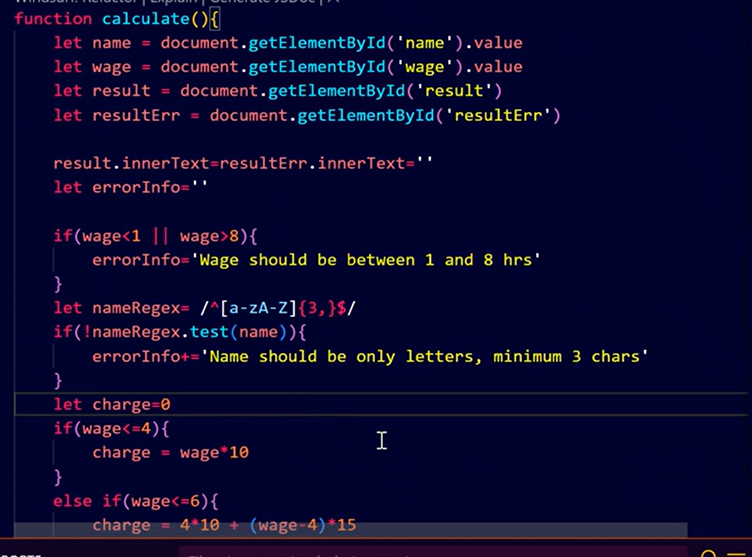 Windsurf: Refactor | Explain | Generate JSDoc | X
function calculate(){
    let name = document.getElementById('name').value
    let wage = document.getElementById('wage').value
    let result = document.getElementById('result')
    let resultErr = document.getElementById('resultErr')
    result.innerText=resultErr.innerText=''
    let errorInfo=''
    if(wage<1 || wage>8){
        errorInfo='Wage should be between 1 and 8 hrs'
    }
    let nameRegex= /^[a-zA-Z]{3,}$/
    if(!nameRegex.test(name)){
        errorInfo+='Name should be only letters, minimum 3 chars'
    }
    let charge=0
    if(wage<=4){
        charge = wage*10
    }
    else if(wage<=6){
        charge = 4*10 + (wage-4)*15